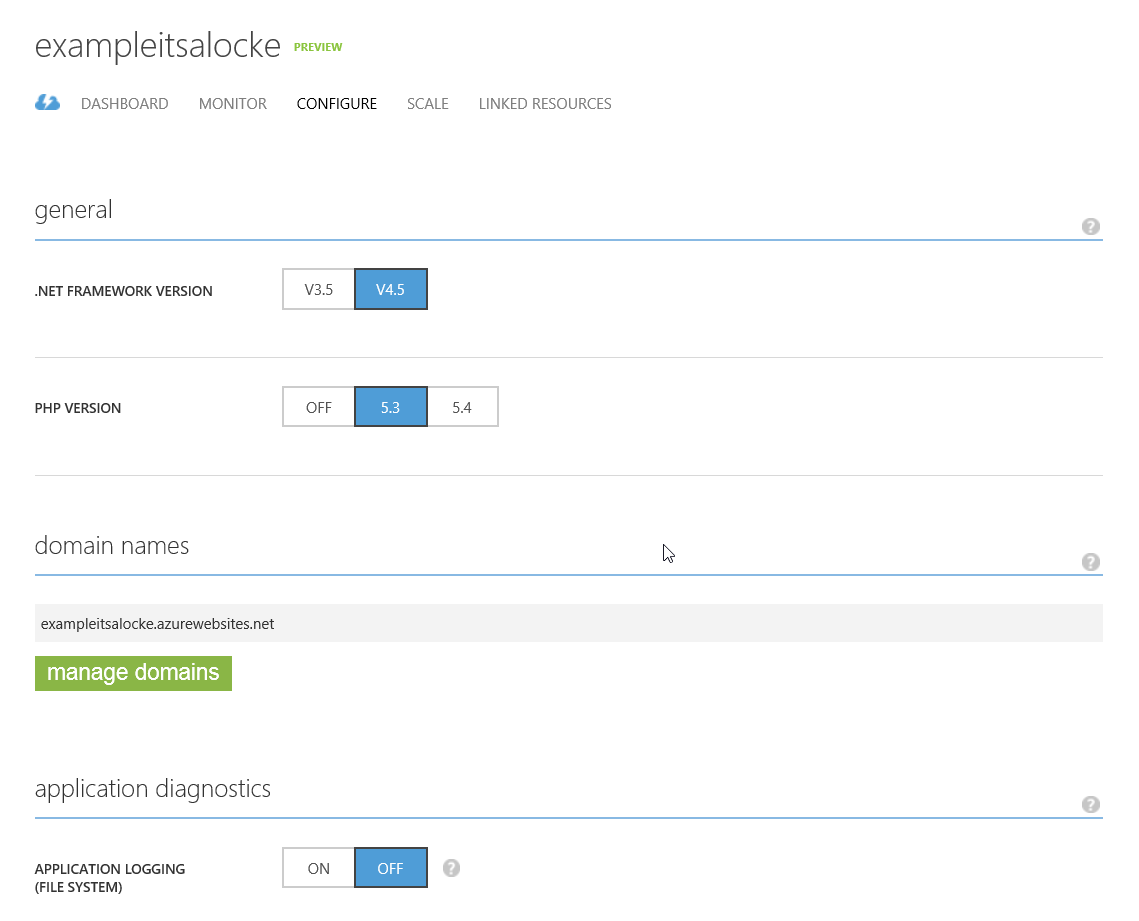 exampleitsalocke PREVIEW
DASHBOARD MONITOR CONFIGURE SCALE LINKED RESOURCES
general
?
.NET FRAMEWORK VERSION V3.5 V4.5
PHP VERSION OFF 5.3 5.4
domain names
?
exampleitsalocke.azurewebsites.net
manage domains
application diagnostics
?
APPLICATION LOGGING ON OFF ?
(FILE SYSTEM)